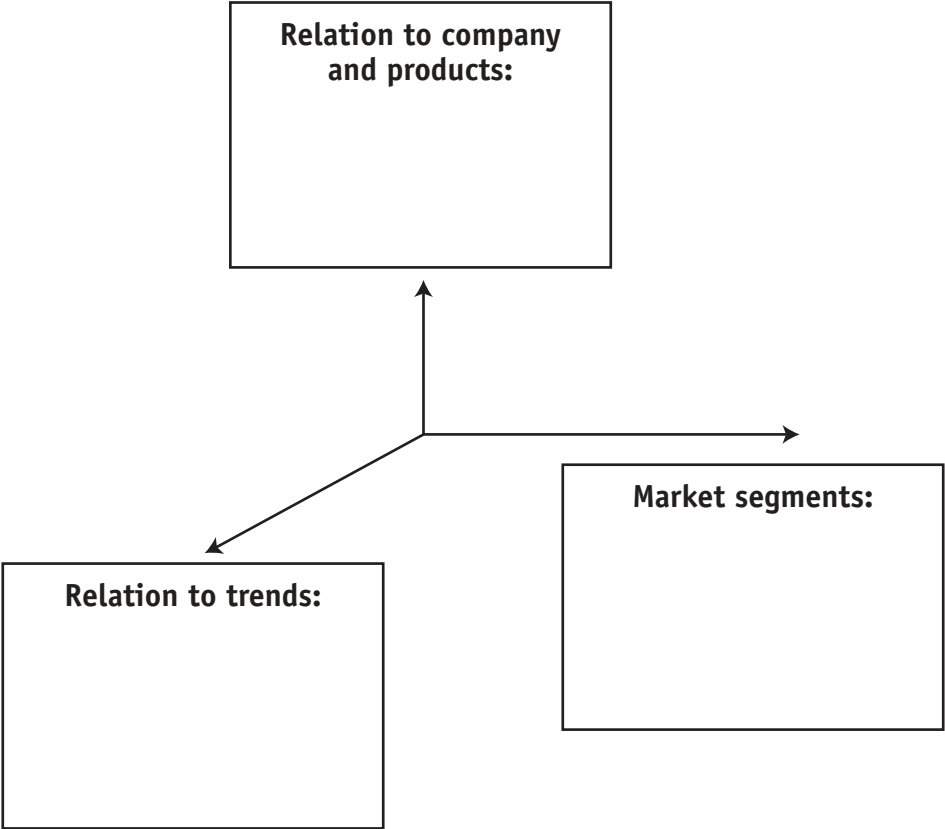 Relation to company
and products:
Market segments:
Relation to trends: